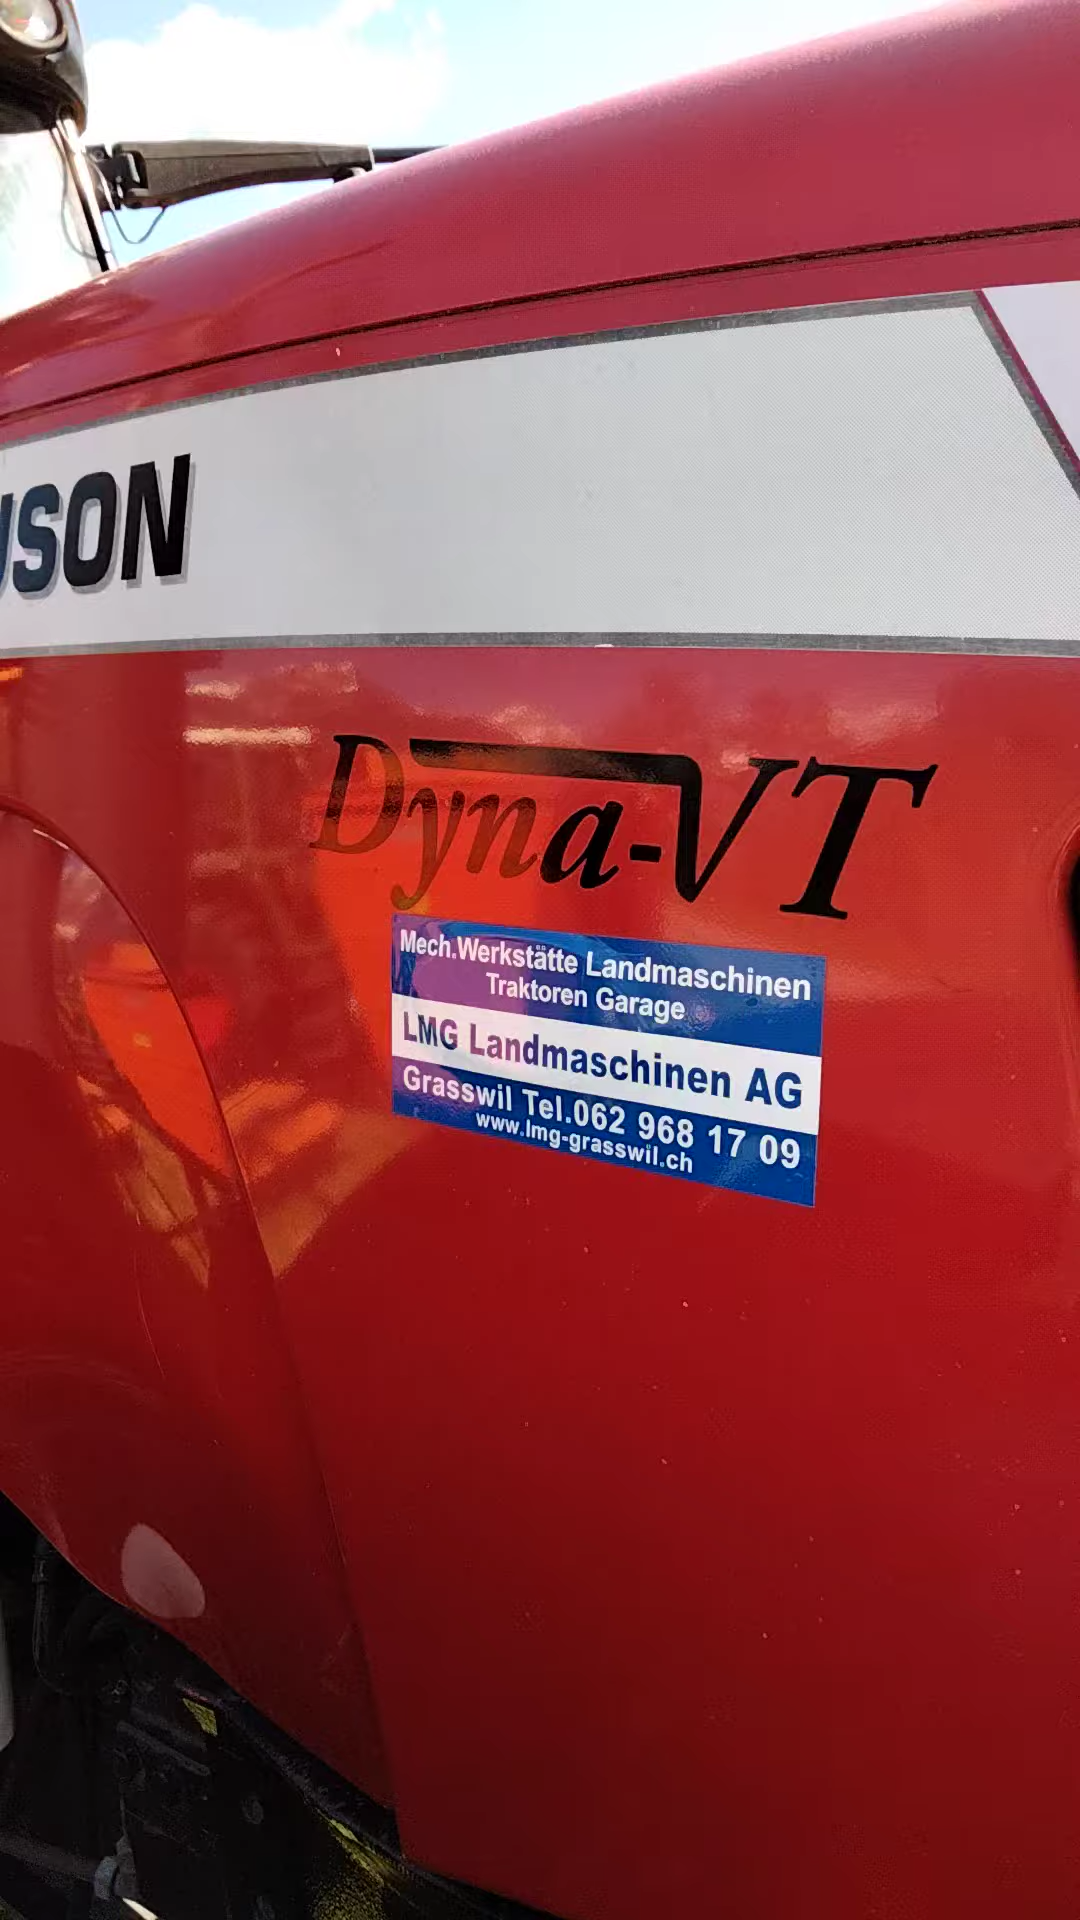 USON
Dyna-VT
Mech.Werkstätte Landmaschinen
Traktoren Garage
LMG Landmaschinen AG
Grasswil Tel.062 968 17 09
www.lmg-grasswil.ch